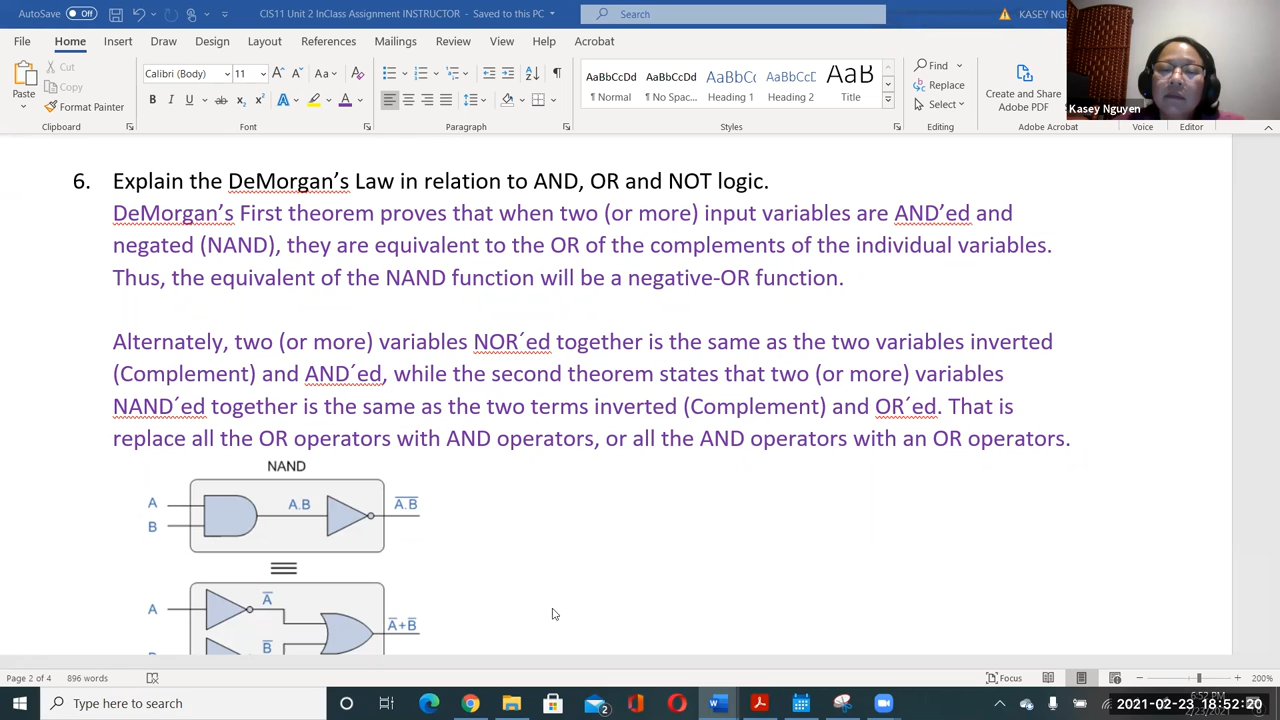 AutoSave Off CIS11 Unit 2 InClass Assignment INSTRUCTOR - Saved to this PC Search KASEY NGU
File Home Insert Draw Design Layout References Mailings Review View Help Acrobat
Paste Cut Copy Format Painter
Calibri (Body) 11
AaBbCcDd AaBbCcDd AaBbCc AaBbCcD AaB
¶ Normal ¶ No Spac... Heading 1 Heading 2 Title
Find Replace Select
Create and Share Adobe PDF
Kasey Nguyen
Clipboard Font Paragraph Styles Editing Adobe Acrobat Voice Editor
6. Explain the DeMorgan's Law in relation to AND, OR and NOT logic.
DeMorgan's First theorem proves that when two (or more) input variables are AND'ed and
negated (NAND), they are equivalent to the OR of the complements of the individual variables.
Thus, the equivalent of the NAND function will be a negative-OR function.
Alternately, two (or more) variables NOR´ed together is the same as the two variables inverted
(Complement) and AND´ed, while the second theorem states that two (or more) variables
NAND´ed together is the same as the two terms inverted (Complement) and OR´ed. That is
replace all the OR operators with AND operators, or all the AND operators with an OR operators.
NAND
A A.B A̅.̅B̅
B
A A̅ A̅+B̅
B̅
Page 2 of 4 896 words Focus 200%
Type here to search 2 6:52 PM 2/23/2021
2021-02-23 18:52:20